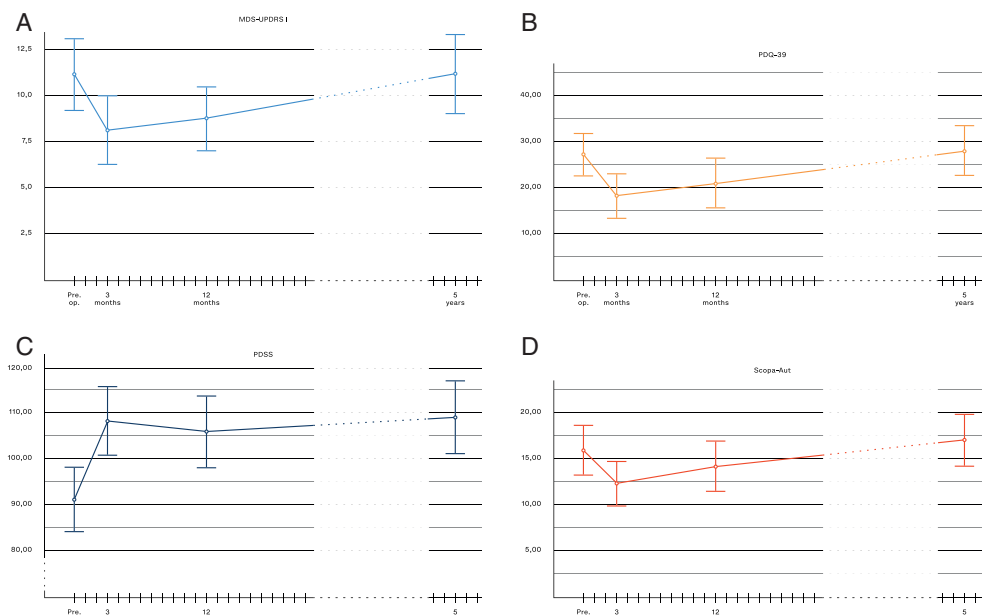 A
MDS-UPDRS I
12,5
10,0
7,5
5,0
2,5
Pre. op.
3 months
12 months
5 years
B
PDQ-39
40,00
30,00
20,00
10,00
Pre. op.
3 months
12 months
5 years
C
PDSS
120,00
110,00
100,00
90,00
80,00
Pre.
3
12
5
D
Scopa-Aut
20,00
15,00
10,00
5,00
Pre.
3
12
5